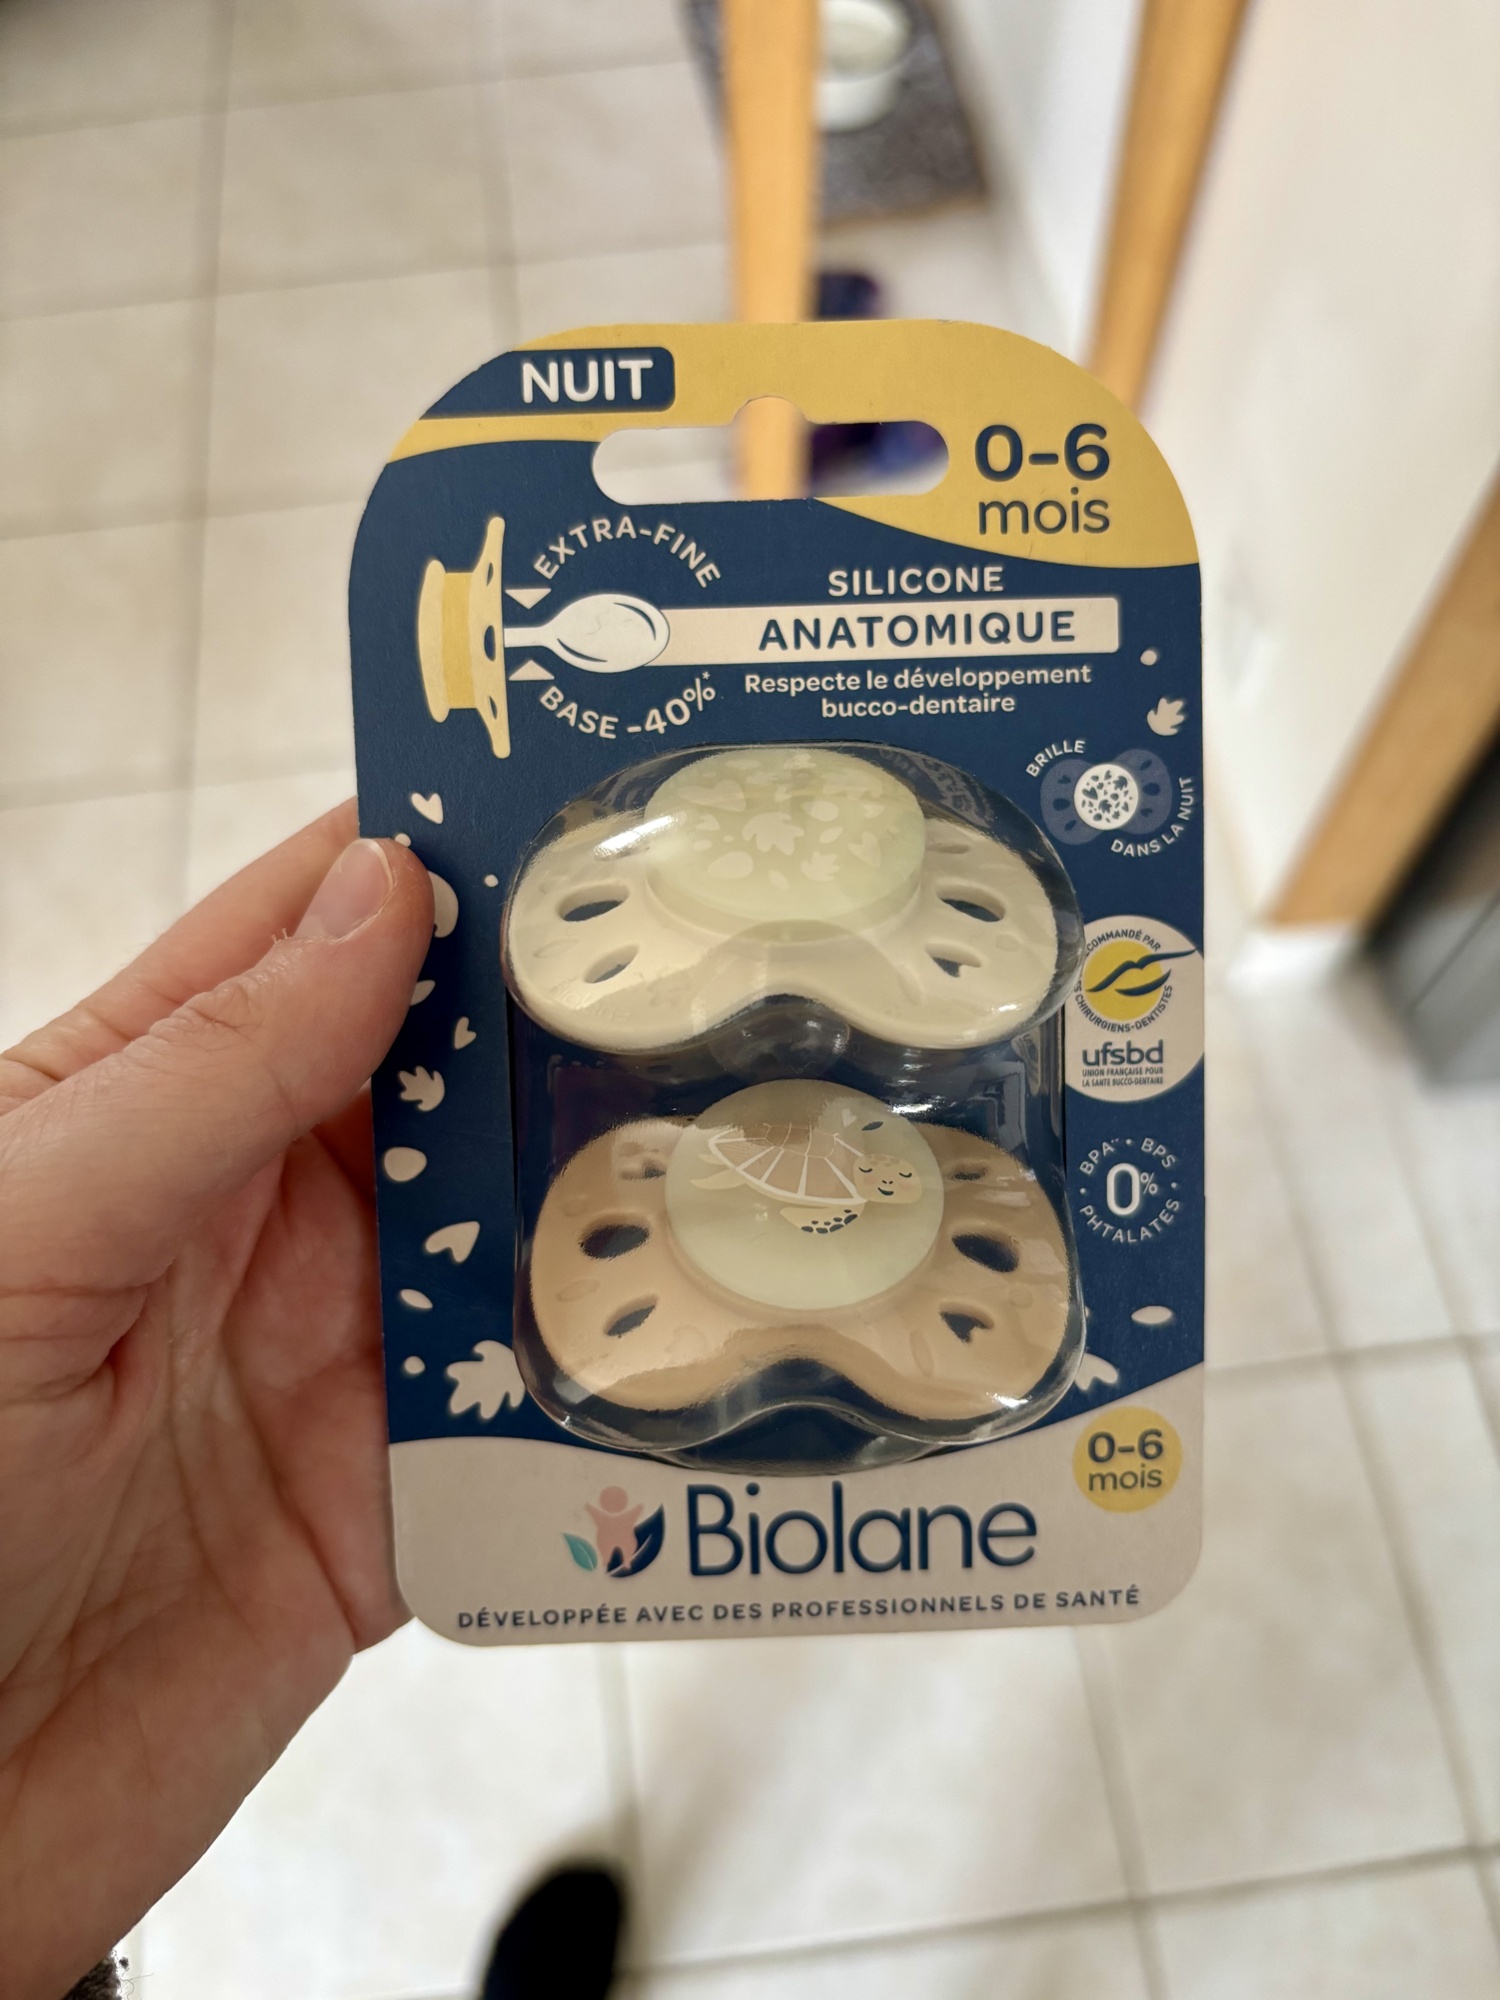 NUIT
0-6
mois
EXTRA-FINE
BASE -40%*
SILICONE
ANATOMIQUE
Respecte le développement
bucco-dentaire
BRILLE
DANS LA NUIT
COMMANDÉ PAR
S CHIRURGIENS-DENTISTES
ufsbd
UNION FRANÇAISE POUR
LA SANTÉ BUCCO-DENTAIRE
BPA** • BPS
0%
PHTALATES
0-6
mois
Biolane
DÉVELOPPÉE AVEC DES PROFESSIONNELS DE SANTÉ